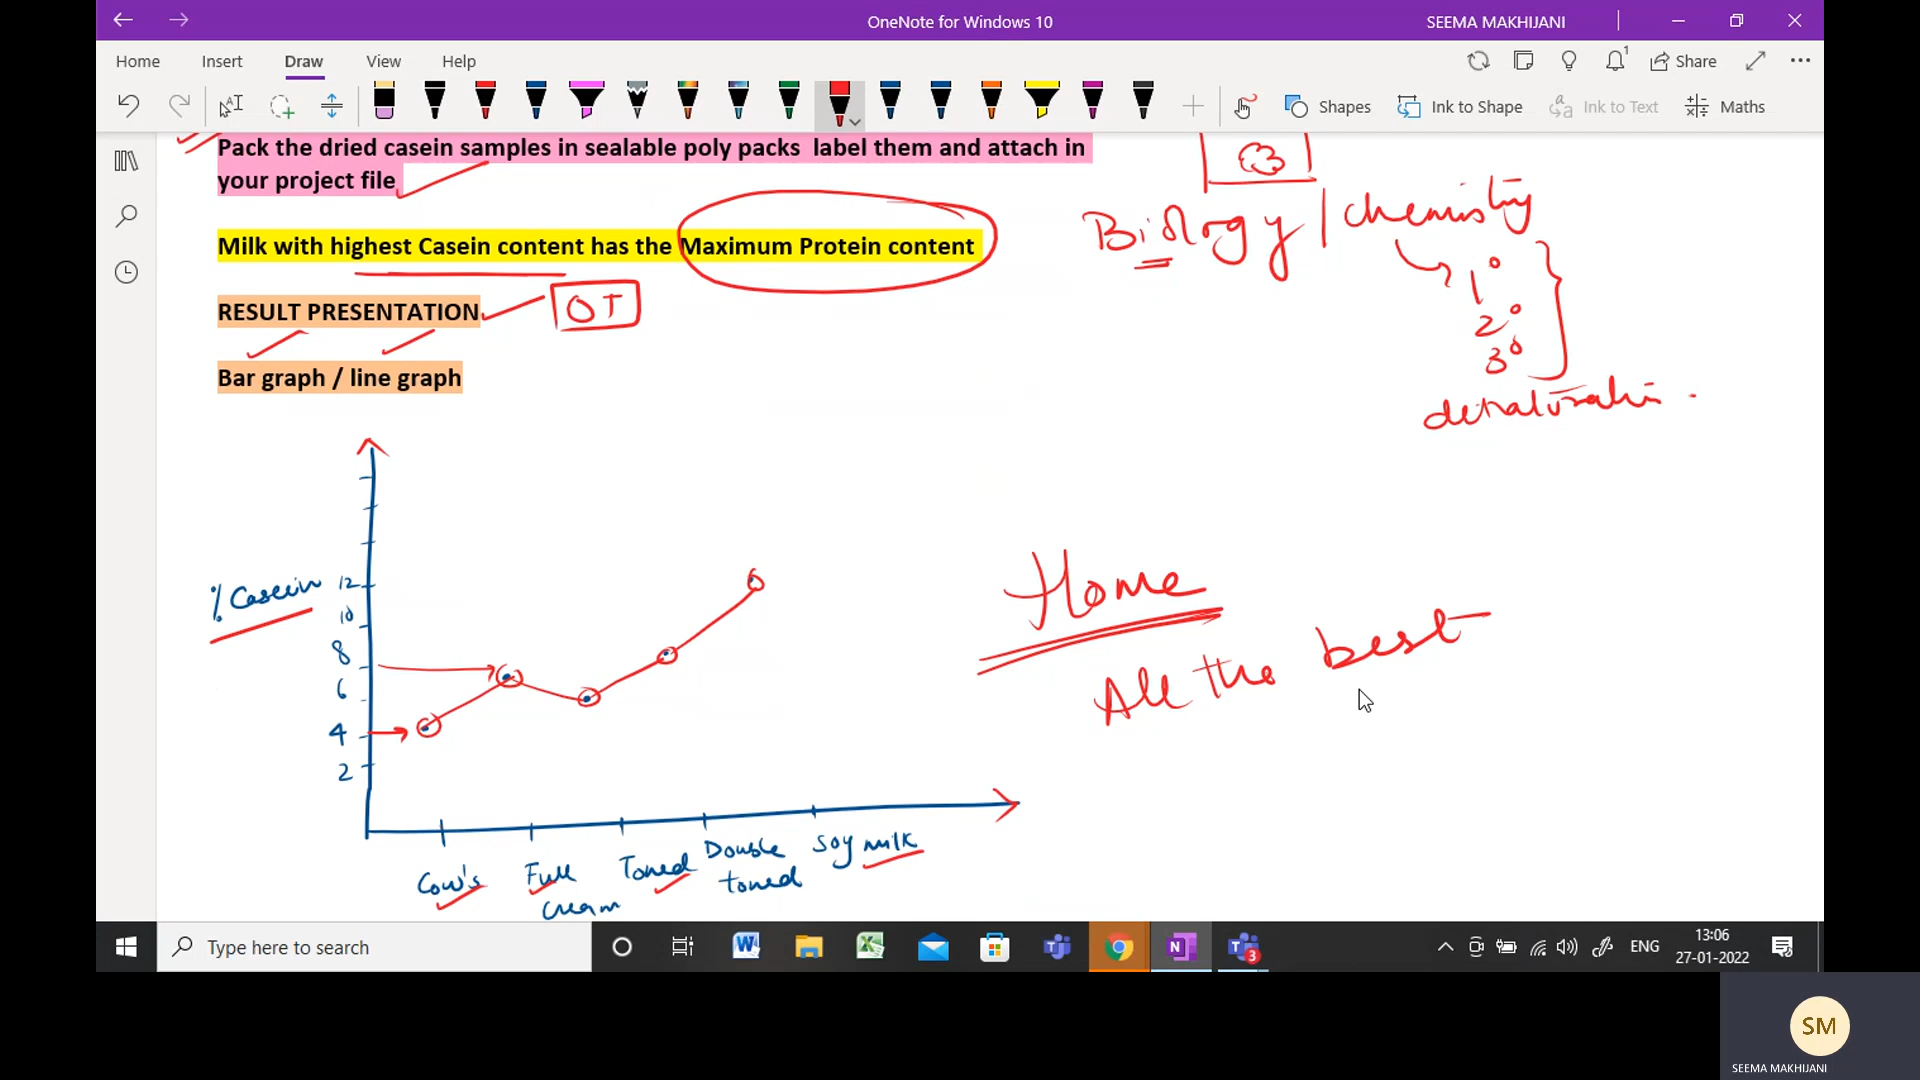 OneNote for Windows 10
SEEMA MAKHIJANI
Home Insert Draw View Help
1
Share
Shapes Ink to Shape Ink to Text Maths
Pack the dried casein samples in sealable poly packs label them and attach in
your project file
Milk with highest Casein content has the Maximum Protein content
RESULT PRESENTATION
OT
Bar graph / line graph
Biology | chemistry
1°
2°
3°
denaturation.
% Casein
12
10
8
6
4
2
Cow's Full Toned Double soy milk
cream toned
Home
All the best
Type here to search
3
ENG
13:06
27-01-2022
SM
SEEMA MAKHIJANI